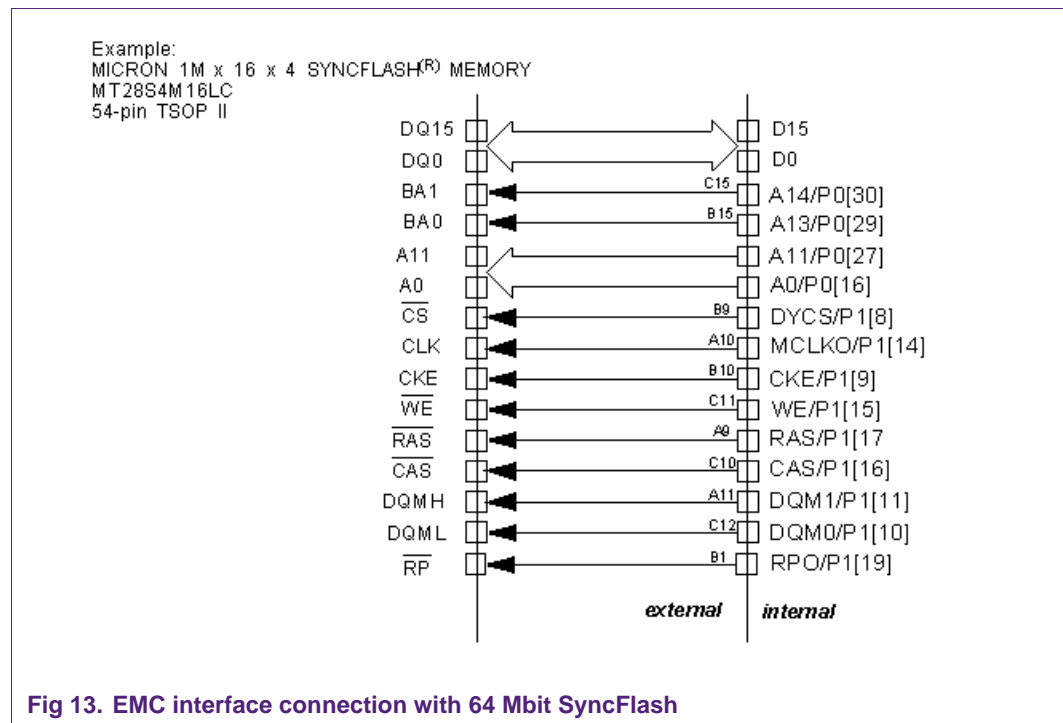 Example:
MICRON 1M x 16 x 4 SYNCFLASH(R) MEMORY
MT28S4M16LC
54-pin TSOP II
DQ15 D15
DQ0 D0
BA1 C15 A14/P0[30]
BA0 B15 A13/P0[29]
A11 A11/P0[27]
A0 A0/P0[16]
CS B9 DYCS/P1[8]
CLK A10 MCLKO/P1[14]
CKE B10 CKE/P1[9]
WE C11 WE/P1[15]
RAS A9 RAS/P1[17
CAS C10 CAS/P1[16]
DQMH A11 DQM1/P1[11]
DQML C12 DQM0/P1[10]
RP B1 RPO/P1[19]
external internal
Fig 13. EMC interface connection with 64 Mbit SyncFlash